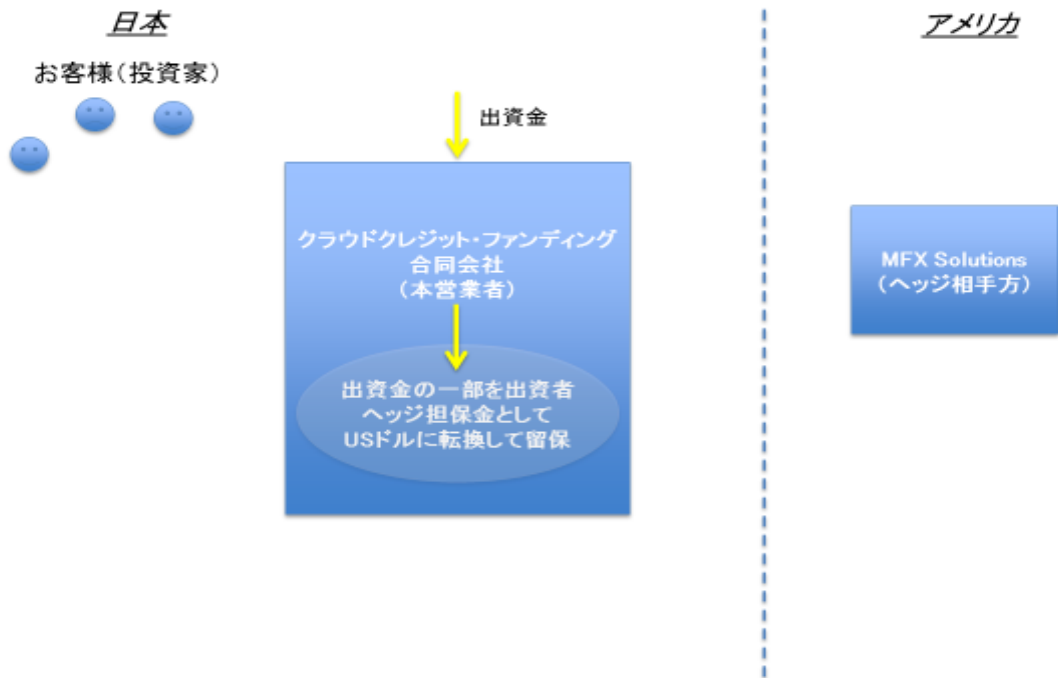 日本
アメリカ
お客様（投資家）
出資金
クラウドクレジット・ファンディング
合同会社
（本営業者）
出資金の一部を出資者
ヘッジ担保金として
USドルに転換して留保
MFX Solutions
（ヘッジ相手方）